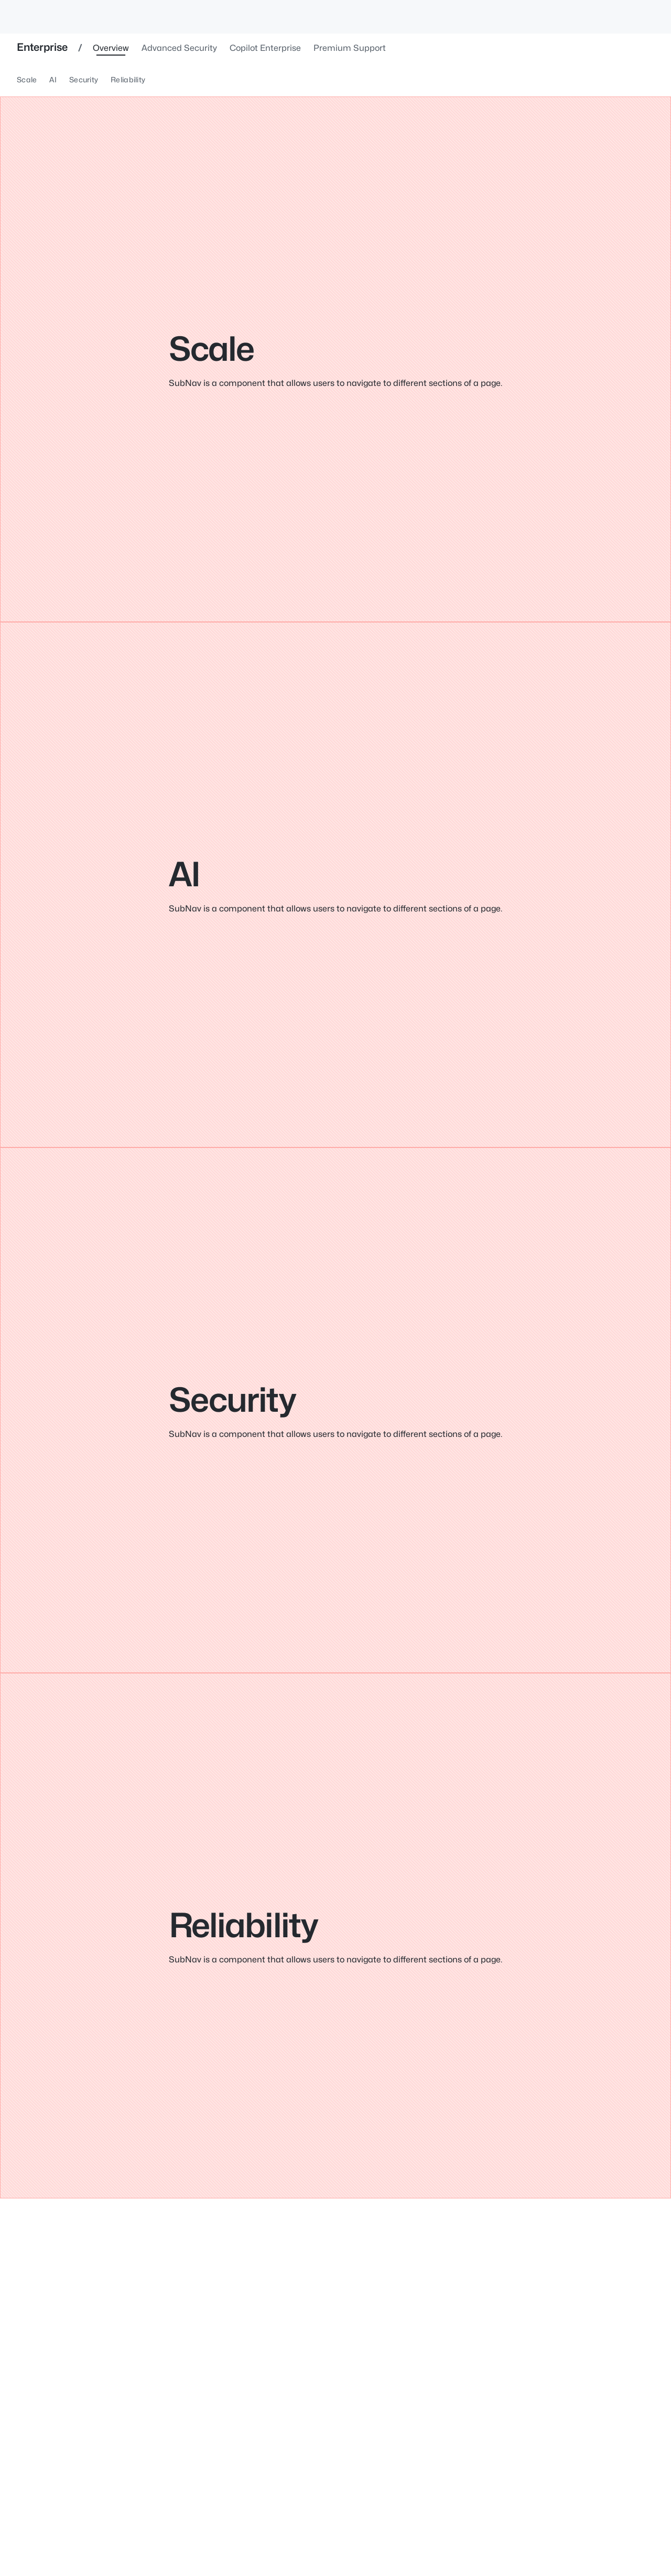 Enterprise / Overview Advanced Security Copilot Enterprise Premium Support
Scale AI Security Reliability
Scale
SubNav is a component that allows users to navigate to different sections of a page.
AI
SubNav is a component that allows users to navigate to different sections of a page.
Security
SubNav is a component that allows users to navigate to different sections of a page.
Reliability
SubNav is a component that allows users to navigate to different sections of a page.